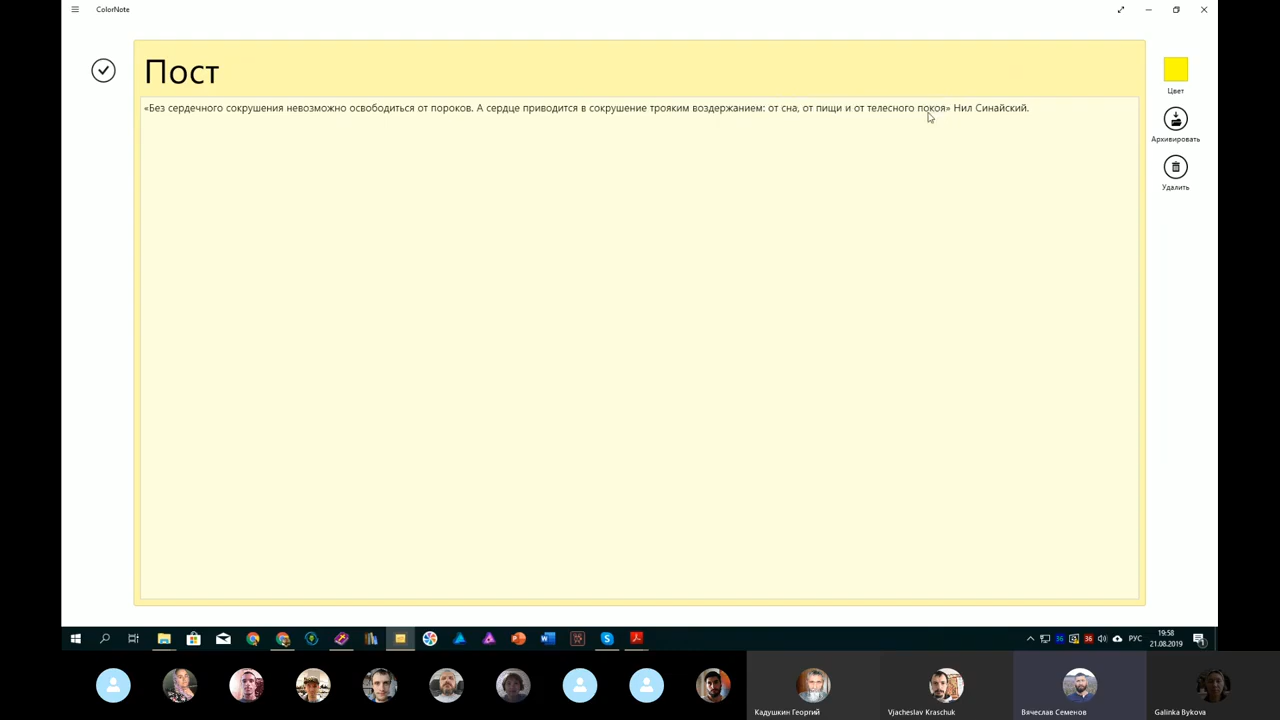 ColorNote
Пост
«Без сердечного сокрушения невозможно освободиться от пороков. А сердце приводится в сокрушение трояким воздержанием: от сна, от пищи и от телесного покоя» Нил Синайский.
Цвет
Архивировать
Удалить
36
36
РУС
19:58
21.08.2019
Кадушкин Георгий
Vjacheslav Kraschuk
Вячеслав Семенов
Galinka Bykova